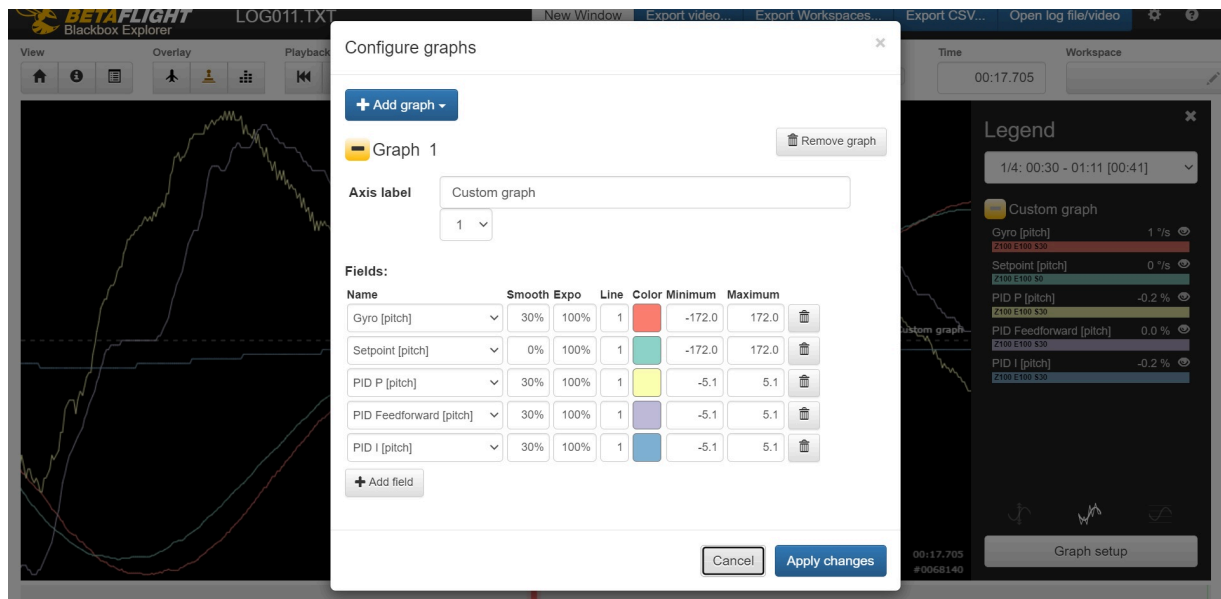 BETAFLIGHT
Blackbox Explorer
LOG011.TXT
New Window
Export video...
Export Workspaces...
Export CSV...
Open log file/video
View
Overlay
Playback
Time
Workspace
00:17.705
Configure graphs
×
Add graph
Graph 1
Remove graph
Axis label
Custom graph
1
Fields:
Name Smooth Expo Line Color Minimum Maximum
Gyro [pitch] 30% 100% 1 -172.0 172.0
Setpoint [pitch] 0% 100% 1 -172.0 172.0
PID P [pitch] 30% 100% 1 -5.1 5.1
PID Feedforward [pitch] 30% 100% 1 -5.1 5.1
PID I [pitch] 30% 100% 1 -5.1 5.1
Add field
Cancel
Apply changes
Custom graph
00:17.705
#0068140
Legend
1/4: 00:30 - 01:11 [00:41]
Custom graph
Gyro [pitch] 1 °/s
Z100 E100 S30
Setpoint [pitch] 0 °/s
Z100 E100 S0
PID P [pitch] -0.2 %
Z100 E100 S30
PID Feedforward [pitch] 0.0 %
Z100 E100 S30
PID I [pitch] -0.2 %
Z100 E100 S30
Graph setup